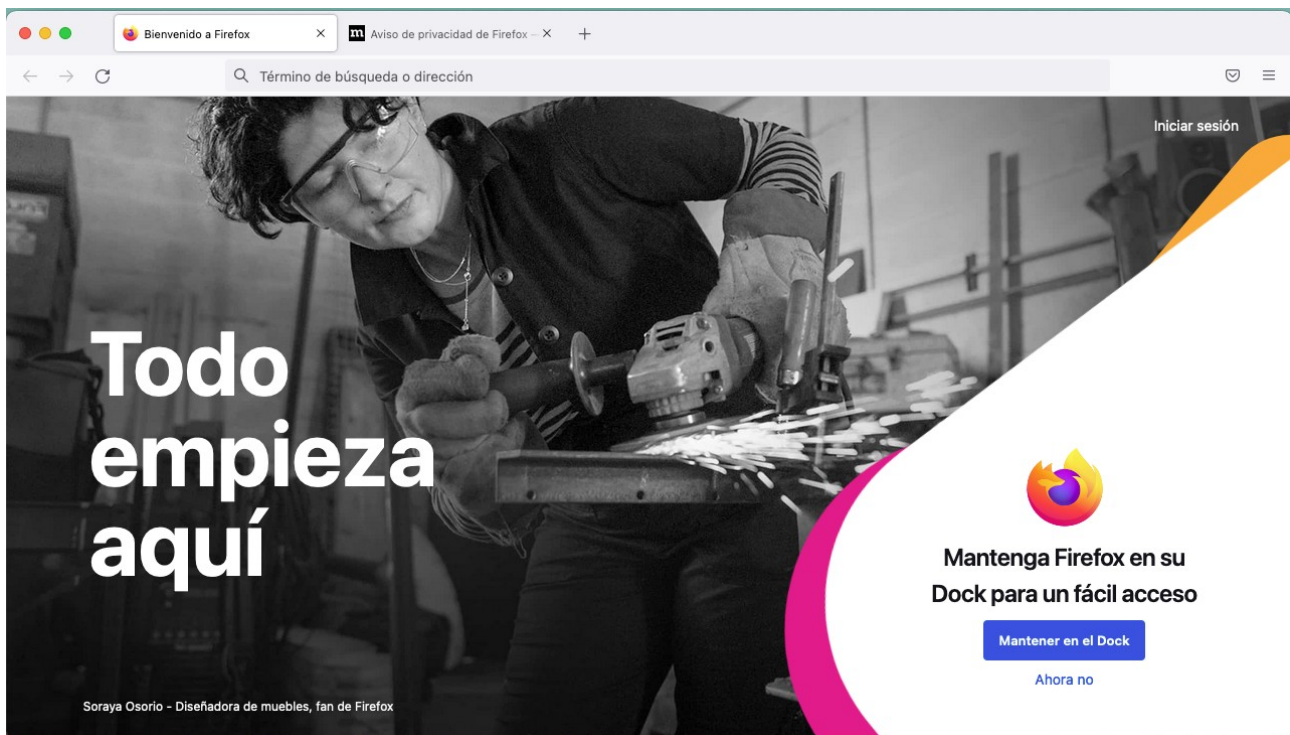 Bienvenido a Firefox
m Aviso de privacidad de Firefox –
Término de búsqueda o dirección
Iniciar sesión
Todo
empieza
aquí
Mantenga Firefox en su
Dock para un fácil acceso
Mantener en el Dock
Ahora no
Soraya Osorio - Diseñadora de muebles, fan de Firefox